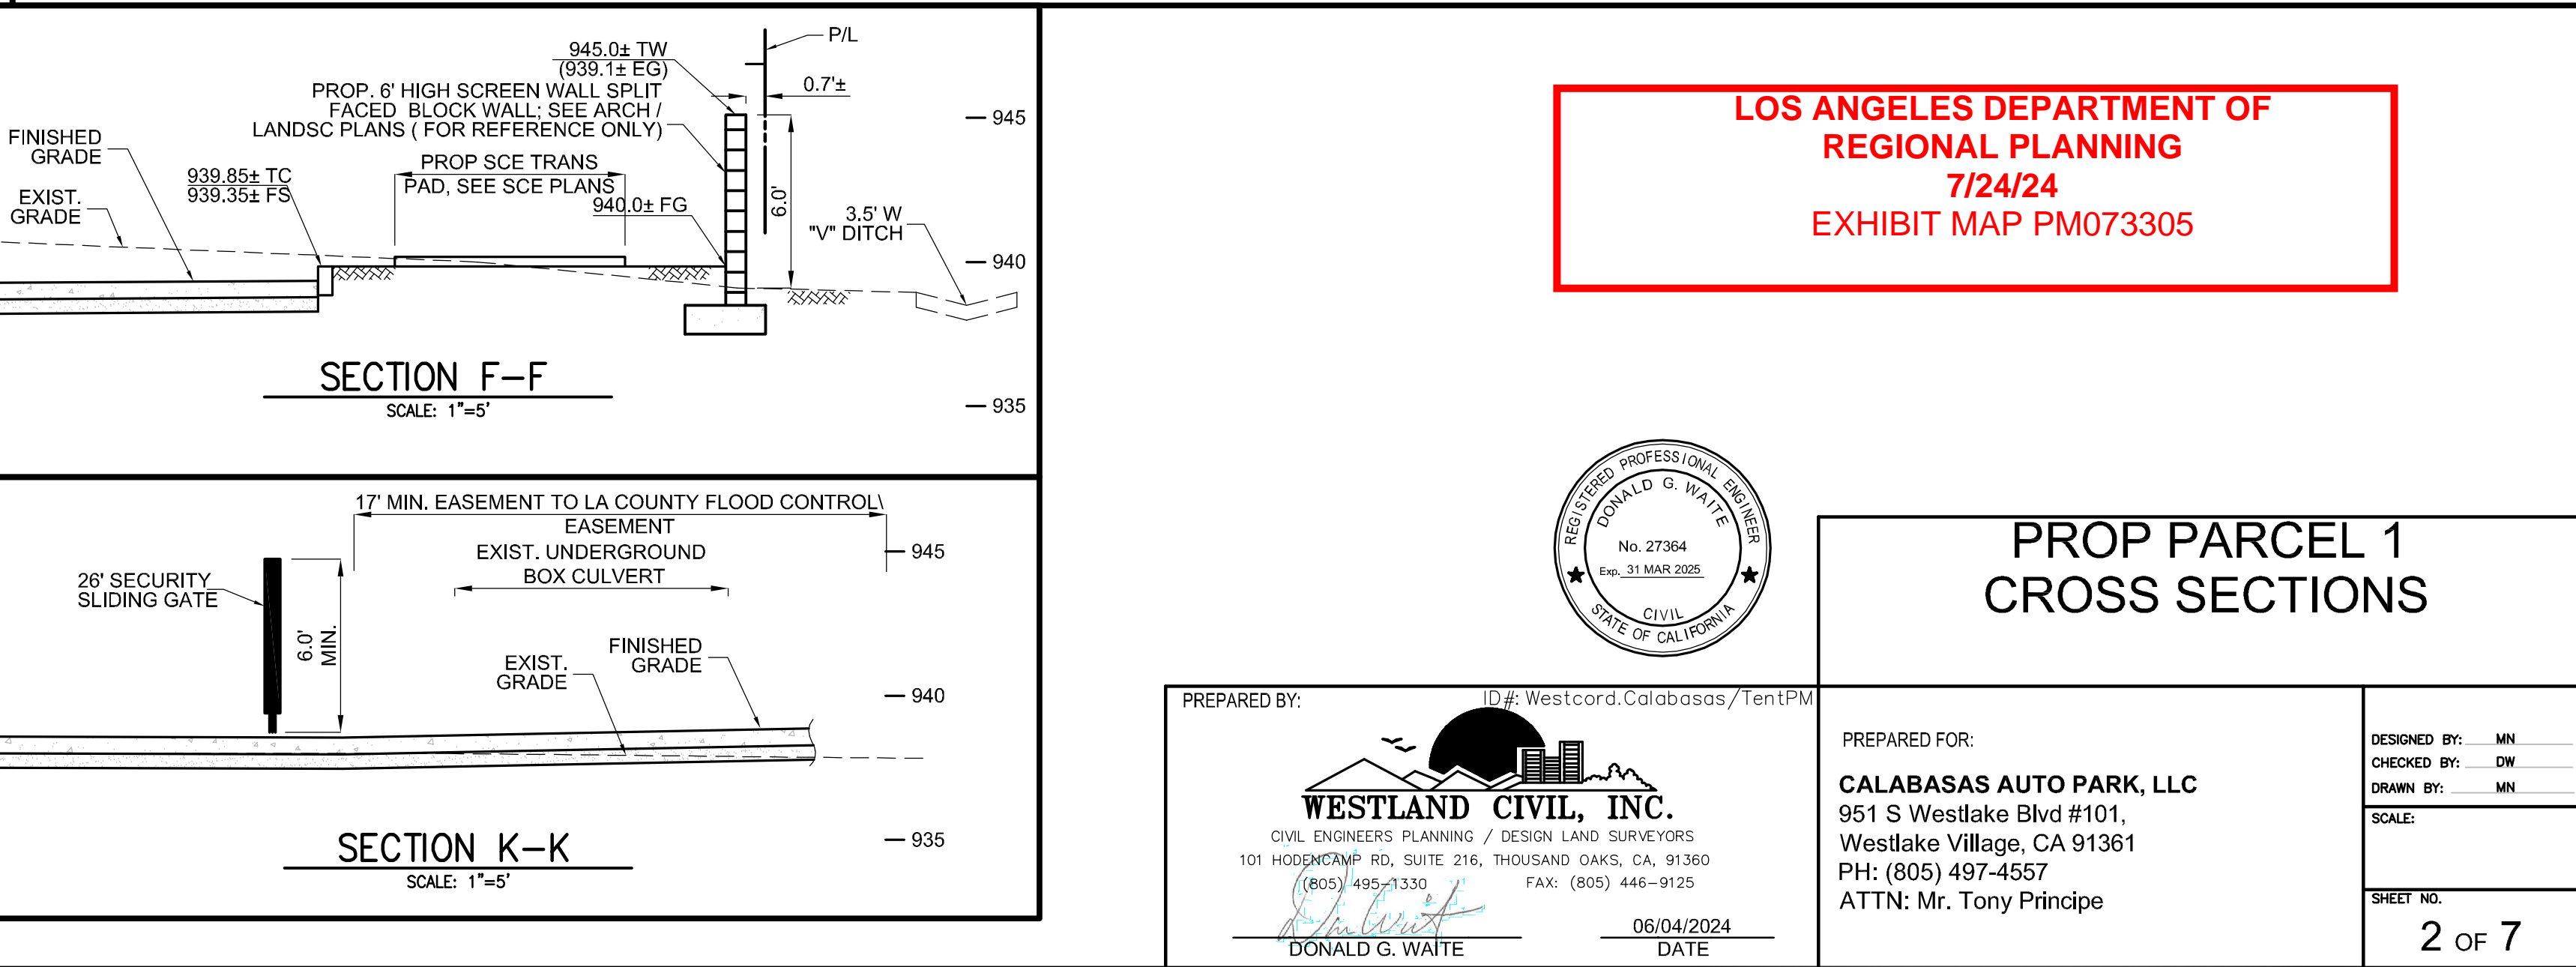 P/L
945.0± TW
(939.1± EG)
0.7'±
PROP. 6' HIGH SCREEN WALL SPLIT
FACED BLOCK WALL; SEE ARCH /
LANDSC PLANS ( FOR REFERENCE ONLY)
945
FINISHED
GRADE
PROP SCE TRANS
PAD, SEE SCE PLANS
939.85± TC
939.35± FS
EXIST.
GRADE
940.0± FG
6.0'
3.5' W
"V" DITCH
940
SECTION F-F
SCALE: 1"=5'
935
17' MIN. EASEMENT TO LA COUNTY FLOOD CONTROL\
EASEMENT
EXIST. UNDERGROUND
BOX CULVERT
945
26' SECURITY
SLIDING GATE
6.0'
MIN.
EXIST.
GRADE
FINISHED
GRADE
940
SECTION K-K
SCALE: 1"=5'
935
LOS ANGELES DEPARTMENT OF
REGIONAL PLANNING
7/24/24
EXHIBIT MAP PM073305
REGISTERED PROFESSIONAL ENGINEER
DONALD G. WAITE
No. 27364
Exp. 31 MAR 2025
CIVIL
STATE OF CALIFORNIA
PROP PARCEL 1
CROSS SECTIONS
PREPARED BY:
ID#: Westcord.Calabasas/TentPM
WESTLAND CIVIL, INC.
CIVIL ENGINEERS PLANNING / DESIGN LAND SURVEYORS
101 HODENCAMP RD, SUITE 216, THOUSAND OAKS, CA, 91360
(805) 495-1330 FAX: (805) 446-9125
06/04/2024
DONALD G. WAITE DATE
PREPARED FOR:
CALABASAS AUTO PARK, LLC
951 S Westlake Blvd #101,
Westlake Village, CA 91361
PH: (805) 497-4557
ATTN: Mr. Tony Principe
DESIGNED BY: MN
CHECKED BY: DW
DRAWN BY: MN
SCALE:
SHEET NO.
2 OF 7